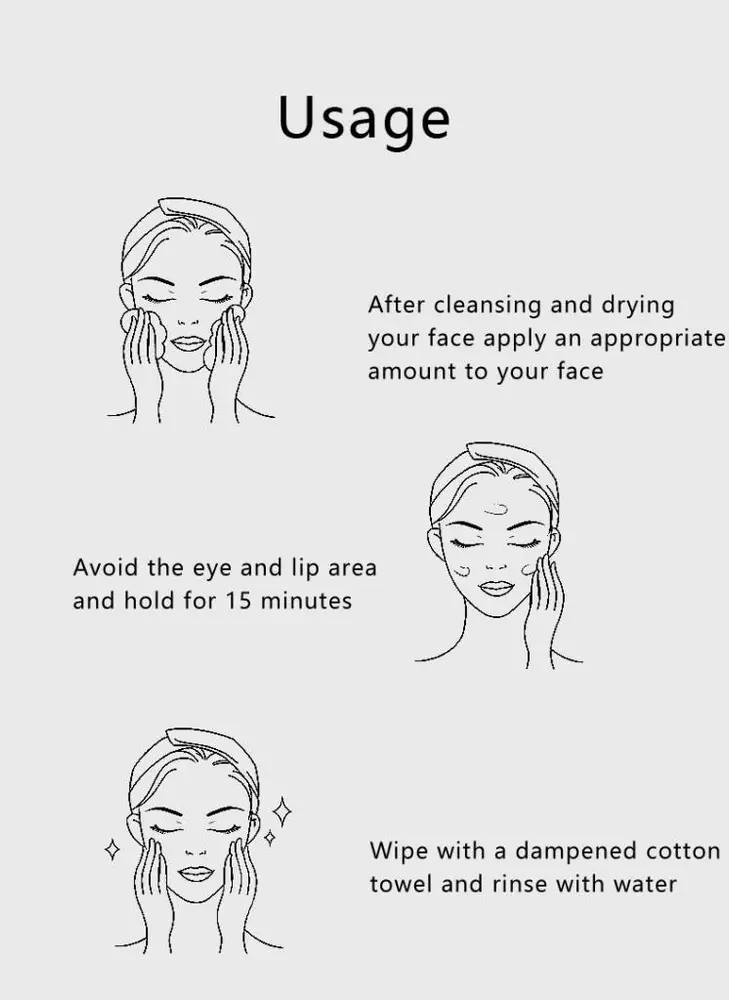 Usage
After cleansing and drying
your face apply an appropriate
amount to your face
Avoid the eye and lip area
and hold for 15 minutes
Wipe with a dampened cotton
towel and rinse with water